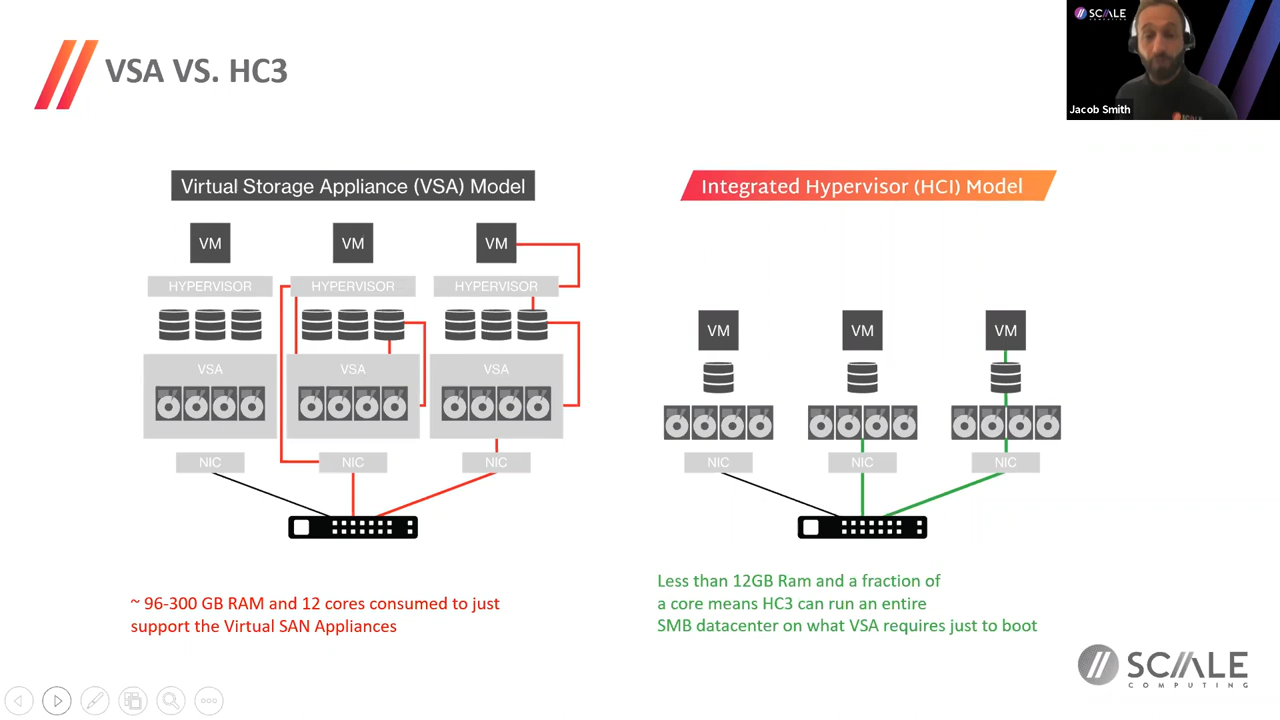 VSA VS. HC3
SCALE
Jacob Smith
Virtual Storage Appliance (VSA) Model
VM
VM
VM
HYPERVISOR
HYPERVISOR
HYPERVISOR
VSA
VSA
VSA
NIC
NIC
NIC
~ 96-300 GB RAM and 12 cores consumed to just
support the Virtual SAN Appliances
Integrated Hypervisor (HCI) Model
VM
VM
VM
NIC
NIC
NIC
Less than 12GB Ram and a fraction of
a core means HC3 can run an entire
SMB datacenter on what VSA requires just to boot
SCALE
COMPUTING